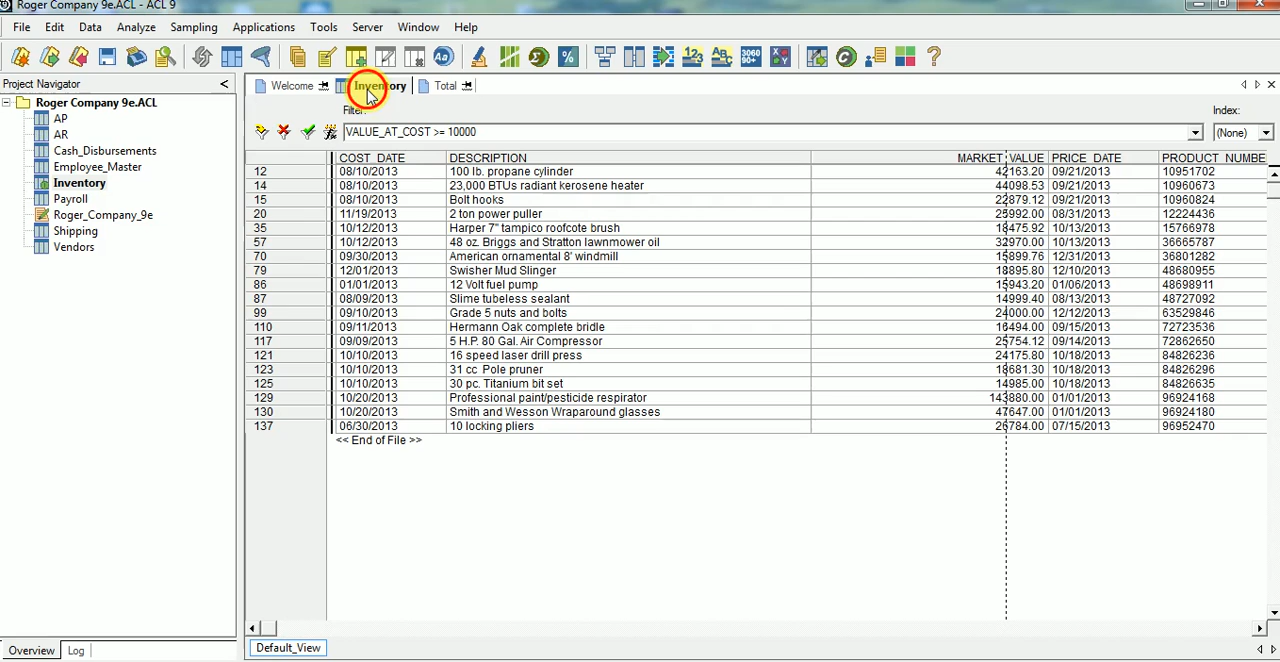 Roger Company 9e.ACL - ACL 9
File Edit Data Analyze Sampling Applications Tools Server Window Help
Project Navigator <
Welcome Inventory Total
Roger Company 9e.ACL
AP
AR
Cash_Disbursements
Employee_Master
Inventory
Payroll
Roger_Company_9e
Shipping
Vendors
Filter: Index:
VALUE_AT_COST >= 10000 (None)
COST_DATE DESCRIPTION MARKET_VALUE PRICE_DATE PRODUCT_NUMBE
12 08/10/2013 100 lb. propane cylinder 42163.20 09/21/2013 10951702
14 08/10/2013 23,000 BTUs radiant kerosene heater 44098.53 09/21/2013 10960673
15 08/10/2013 Bolt hooks 22879.12 09/21/2013 10960824
20 11/19/2013 2 ton power puller 25992.00 08/31/2013 12224436
35 10/12/2013 Harper 7" tampico roofcote brush 18475.92 10/13/2013 15766978
57 10/12/2013 48 oz. Briggs and Stratton lawnmower oil 32970.00 10/13/2013 36665787
70 09/30/2013 American ornamental 8' windmill 15899.76 12/31/2013 36801282
79 12/01/2013 Swisher Mud Slinger 18895.80 12/10/2013 48680955
86 01/01/2013 12 Volt fuel pump 15943.20 01/06/2013 48698911
87 08/09/2013 Slime tubeless sealant 14999.40 08/13/2013 48727092
99 09/10/2013 Grade 5 nuts and bolts 24000.00 12/12/2013 63529846
110 09/11/2013 Hermann Oak complete bridle 16494.00 09/15/2013 72723536
117 09/09/2013 5 H.P. 80 Gal. Air Compressor 25754.12 09/14/2013 72862650
121 10/10/2013 16 speed laser drill press 24175.80 10/18/2013 84826236
123 10/10/2013 31 cc Pole pruner 18681.30 10/18/2013 84826296
125 10/10/2013 30 pc. Titanium bit set 14985.00 10/18/2013 84826635
129 10/20/2013 Professional paint/pesticide respirator 143880.00 01/01/2013 96924168
130 10/20/2013 Smith and Wesson Wraparound glasses 47647.00 01/01/2013 96924180
137 06/30/2013 10 locking pliers 26784.00 07/15/2013 96952470
<< End of File >>
Default_View
Overview Log